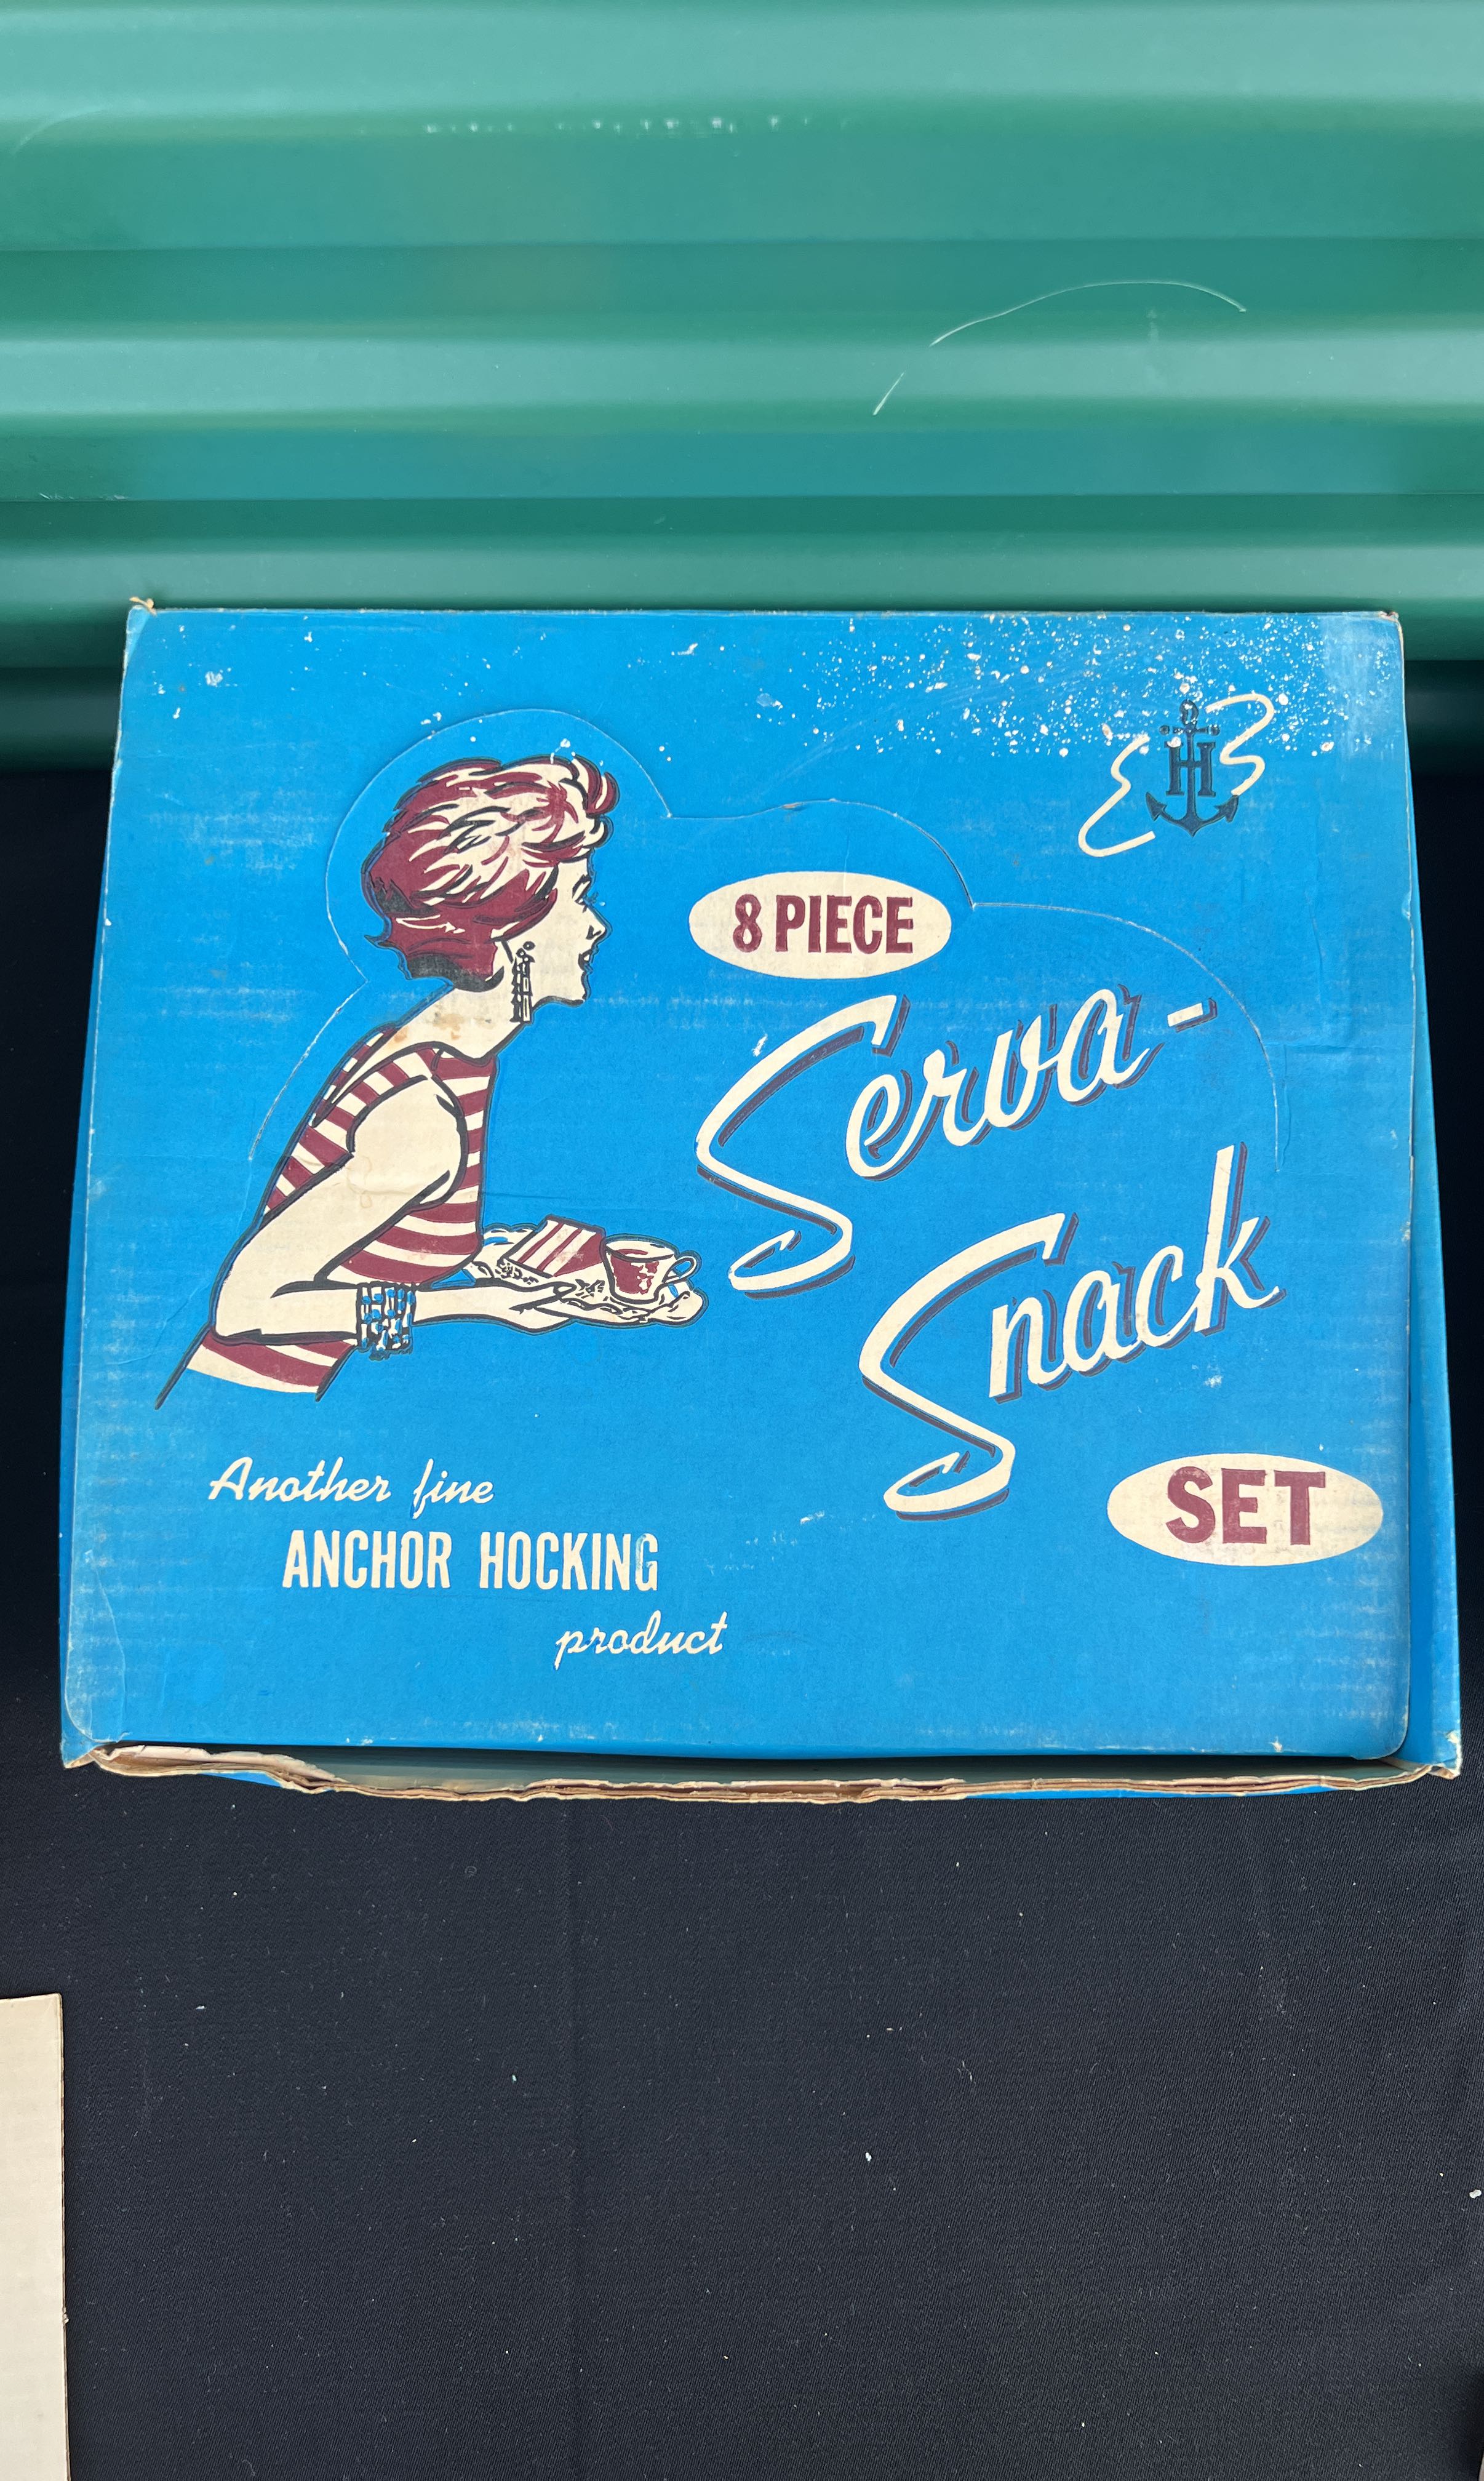 H
8 PIECE
Serva-
Snack
SET
Another fine
ANCHOR HOCKING
product